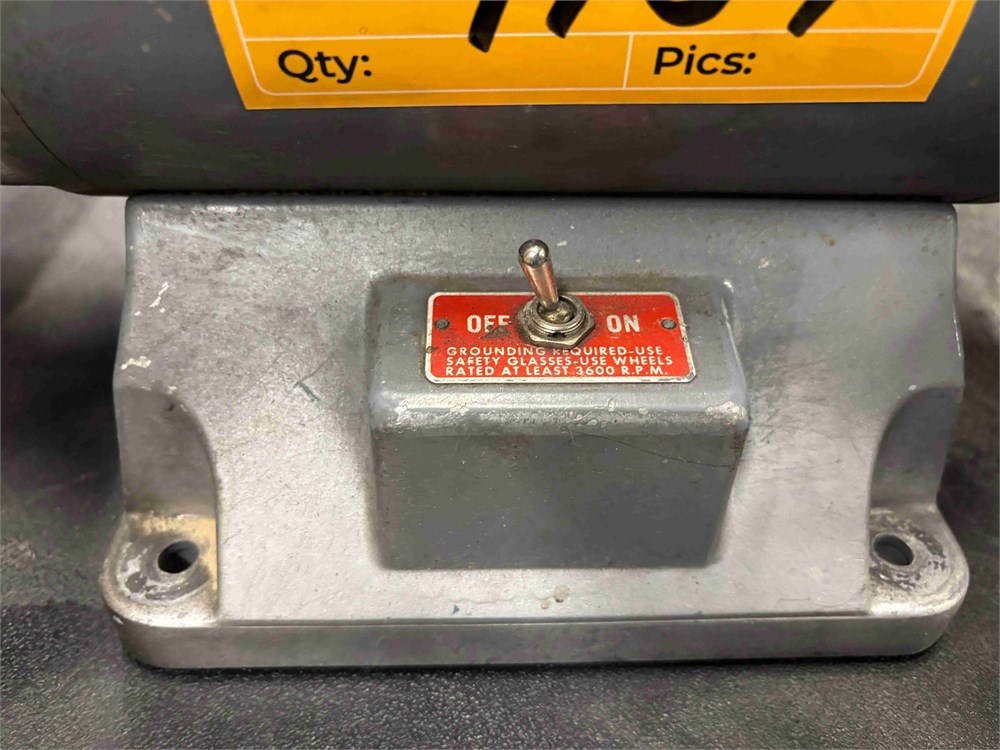 Qty: Pics:
OFF ON
GROUNDING REQUIRED-USE
SAFETY GLASSES-USE WHEELS
RATED AT LEAST 3600 R.P.M.